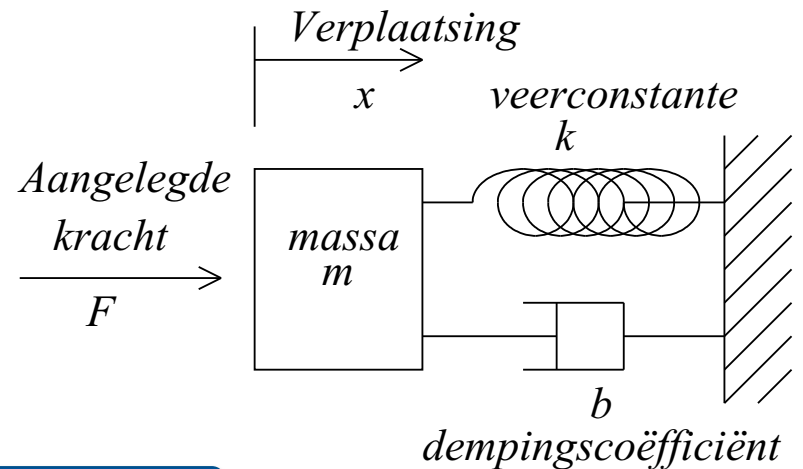 Verplaatsing
x
veerconstante
k
Aangelegde
kracht
F
massa
m
b
dempingscoëfficiënt